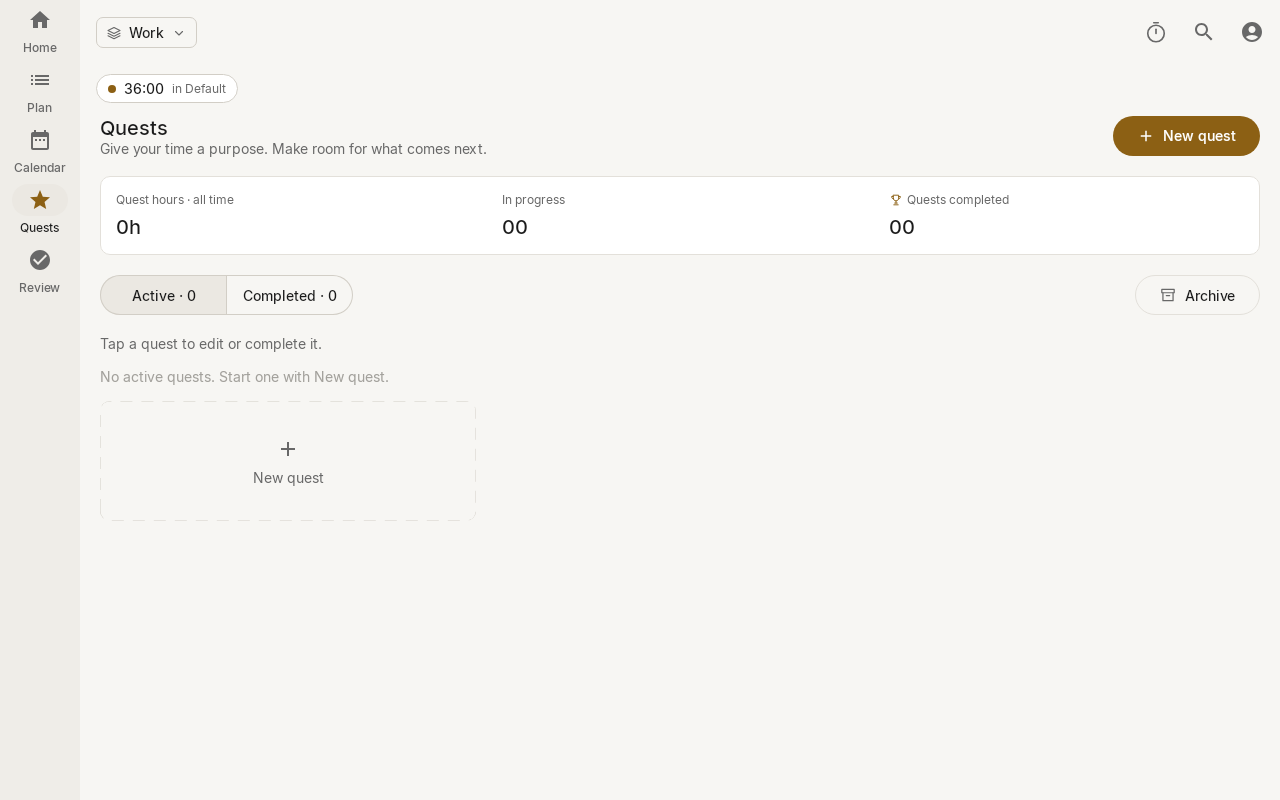 Home
Plan
Calendar
Quests
Review
Work
36:00 in Default
Quests
Give your time a purpose. Make room for what comes next.
New quest
Quest hours · all time
0h
In progress
00
Quests completed
00
Active · 0
Completed · 0
Archive
Tap a quest to edit or complete it.
No active quests. Start one with New quest.
New quest